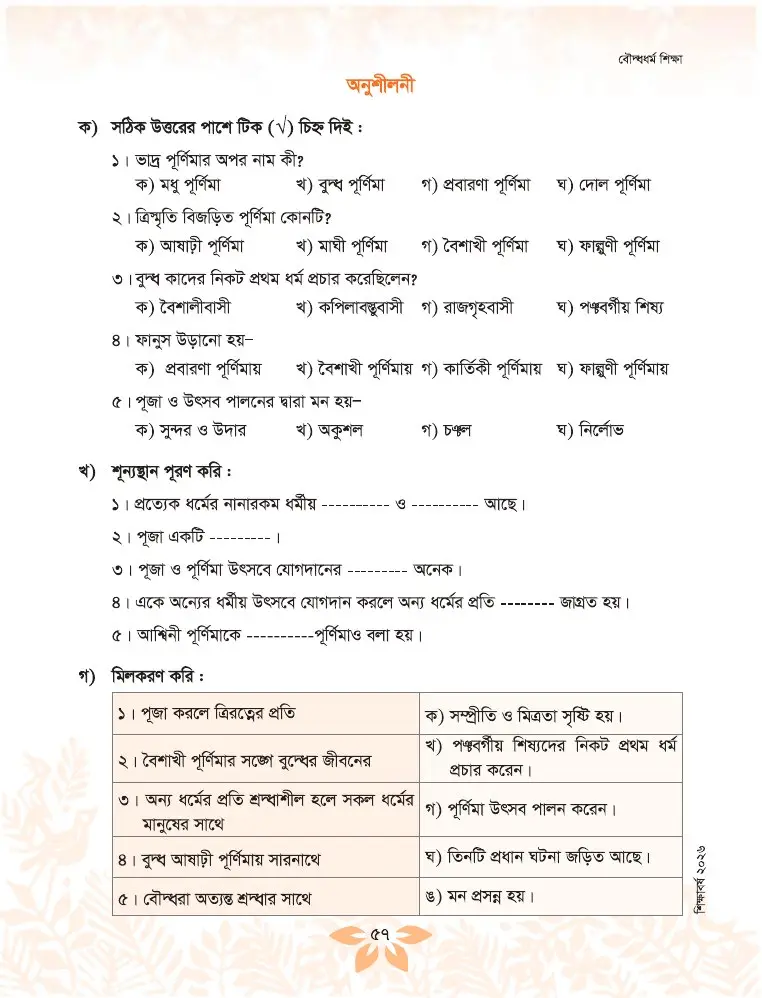 বৌদ্ধধর্ম শিক্ষা
অনুশীলনী
ক) সঠিক উত্তরের পাশে টিক (√) চিহ্ন দিই :
১। ভাদ্র পূর্ণিমার অপর নাম কী?
ক) মধু পূর্ণিমা খ) বুদ্ধ পূর্ণিমা গ) প্রবারণা পূর্ণিমা ঘ) দোল পূর্ণিমা
২। ত্রিস্মৃতি বিজড়িত পূর্ণিমা কোনটি?
ক) আষাঢ়ী পূর্ণিমা খ) মাঘী পূর্ণিমা গ) বৈশাখী পূর্ণিমা ঘ) ফাল্গুণী পূর্ণিমা
৩। বুদ্ধ কাদের নিকট প্রথম ধর্ম প্রচার করেছিলেন?
ক) বৈশালীবাসী খ) কপিলাবস্তুবাসী গ) রাজগৃহবাসী ঘ) পঞ্চবর্গীয় শিষ্য
৪। ফানুস উড়ানো হয়–
ক) প্রবারণা পূর্ণিমায় খ) বৈশাখী পূর্ণিমায় গ) কার্তিকী পূর্ণিমায় ঘ) ফাল্গুণী পূর্ণিমায়
৫। পূজা ও উৎসব পালনের দ্বারা মন হয়–
ক) সুন্দর ও উদার খ) অকুশল গ) চঞ্চল ঘ) নির্লোভ
খ) শূন্যস্থান পূরণ করি :
১। প্রত্যেক ধর্মের নানারকম ধর্মীয় ---------- ও ---------- আছে।
২। পূজা একটি ---------।
৩। পূজা ও পূর্ণিমা উৎসবে যোগদানের --------- অনেক।
৪। একে অন্যের ধর্মীয় উৎসবে যোগদান করলে অন্য ধর্মের প্রতি -------- জাগ্রত হয়।
৫। আশ্বিনী পূর্ণিমাকে ----------পূর্ণিমাও বলা হয়।
গ) মিলকরণ করি :
১। পূজা করলে ত্রিরত্নের প্রতি
ক) সম্প্রীতি ও মিত্রতা সৃষ্টি হয়।
২। বৈশাখী পূর্ণিমার সঙ্গে বুদ্ধের জীবনের
খ) পঞ্চবর্গীয় শিষ্যদের নিকট প্রথম ধর্ম
প্রচার করেন।
৩। অন্য ধর্মের প্রতি শ্রদ্ধাশীল হলে সকল ধর্মের
মানুষের সাথে
গ) পূর্ণিমা উৎসব পালন করেন।
৪। বুদ্ধ আষাঢ়ী পূর্ণিমায় সারনাথে
ঘ) তিনটি প্রধান ঘটনা জড়িত আছে।
৫। বৌদ্ধরা অত্যন্ত শ্রদ্ধার সাথে
ঙ) মন প্রসন্ন হয়।
শিক্ষাবর্ষ ২০২৬
৫৭